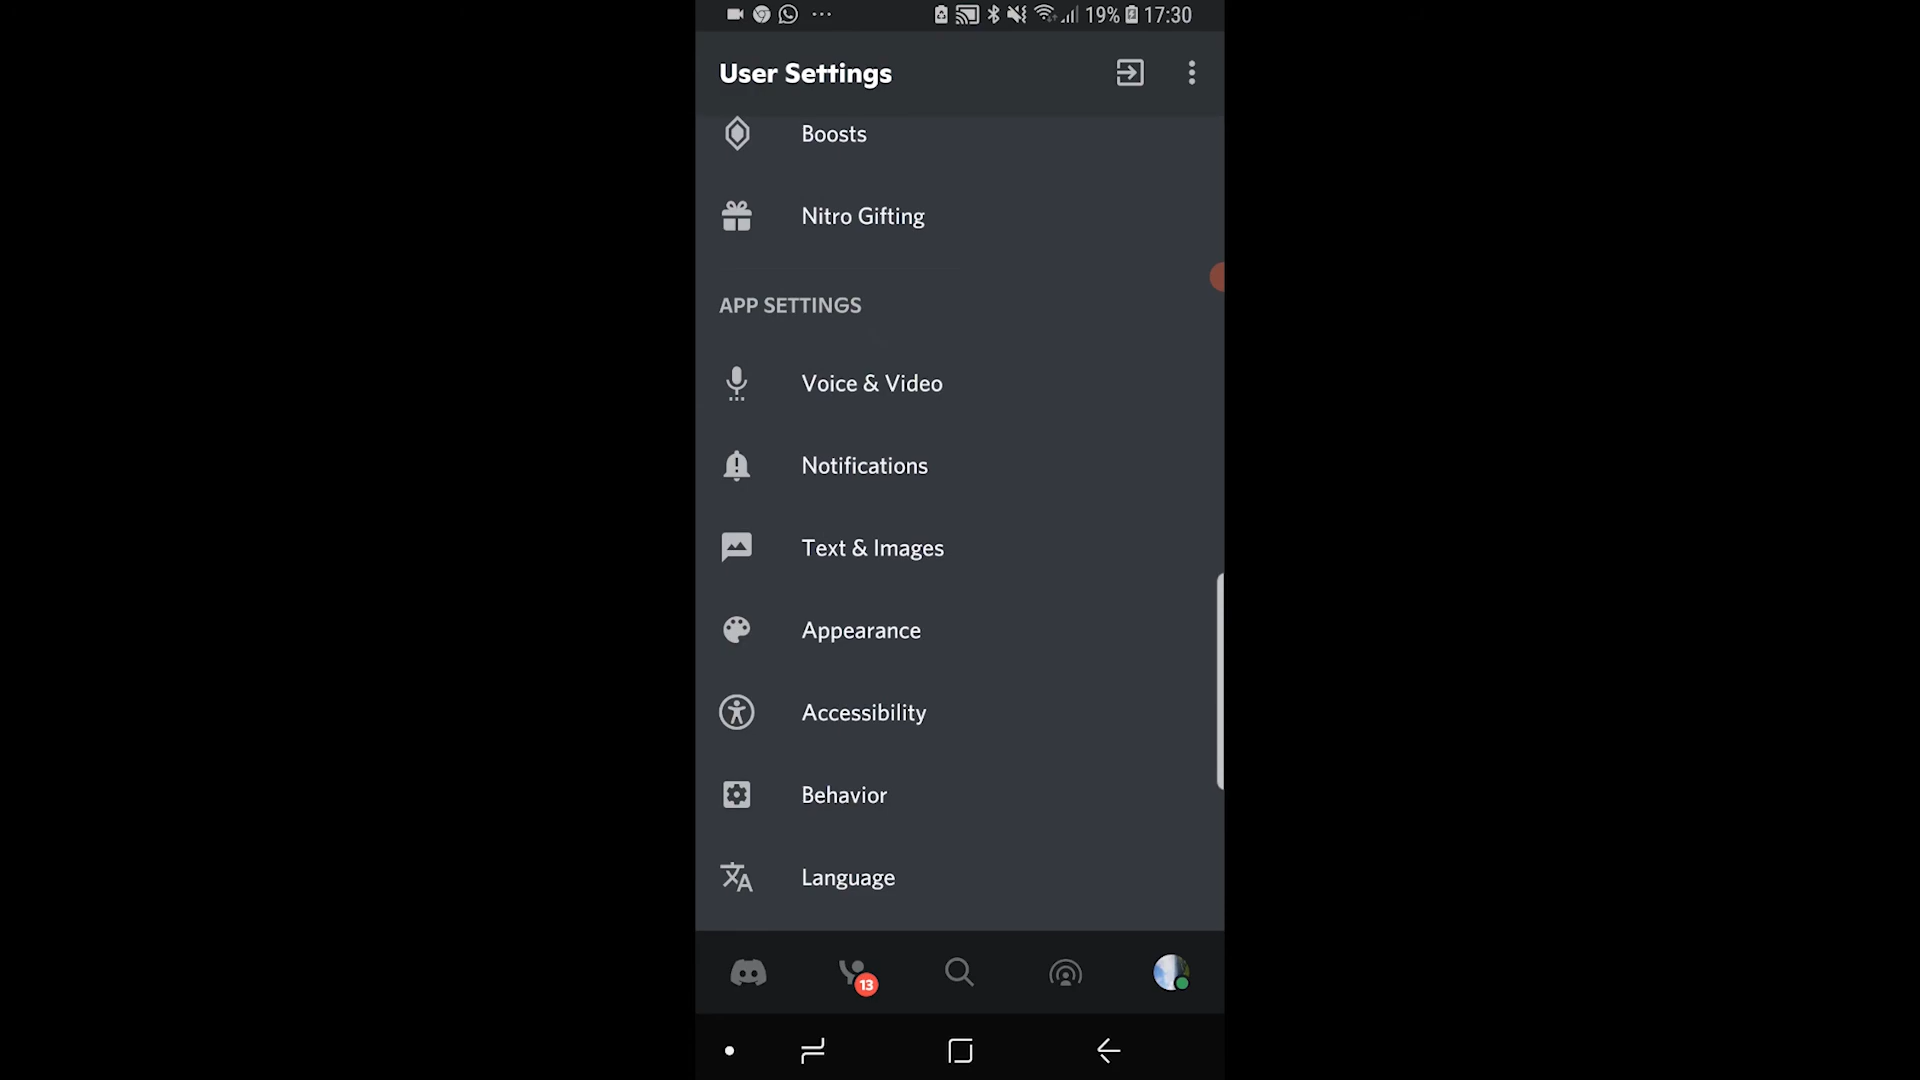 19% 17:30
User Settings
Boosts
Nitro Gifting
APP SETTINGS
Voice & Video
Notifications
Text & Images
Appearance
Accessibility
Behavior
Language
13